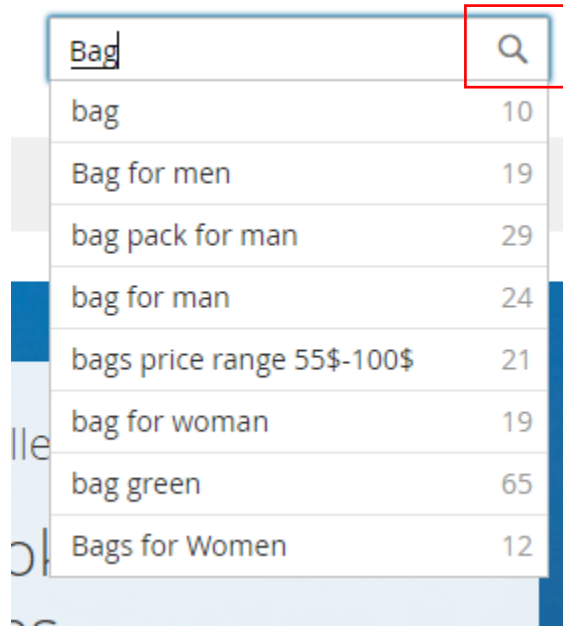 Bag
bag 10
Bag for men 19
bag pack for man 29
bag for man 24
bags price range 55$-100$ 21
bag for woman 19
lle
bag green 65
Bags for Women 12